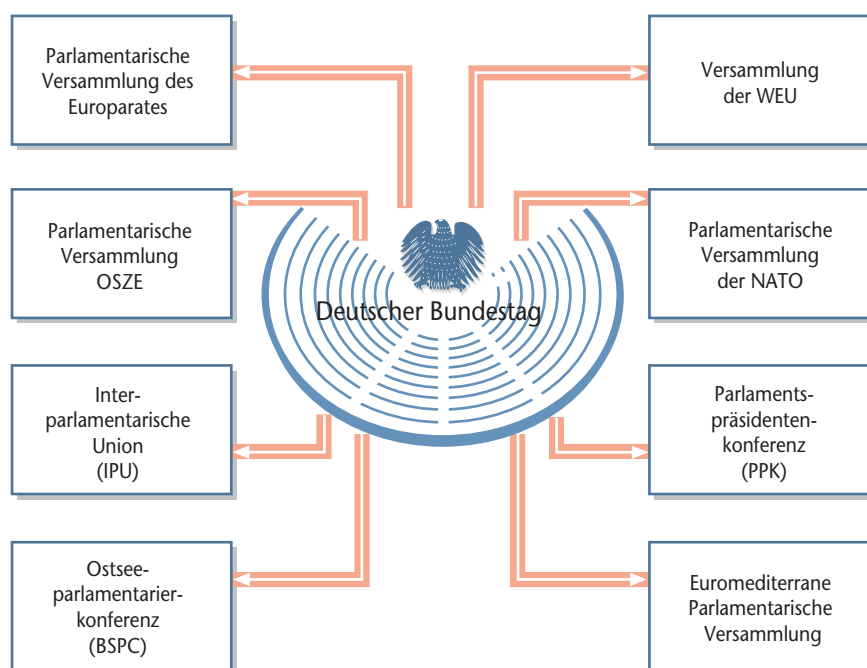 Parlamentarische
Versammlung des
Europarates
Versammlung
der WEU
Parlamentarische
Versammlung
OSZE
Parlamentarische
Versammlung
der NATO
Deutscher Bundestag
Inter-
parlamentarische
Union
(IPU)
Parlaments-
präsidenten-
konferenz
(PPK)
Ostsee-
parlamentarier-
konferenz
(BSPC)
Euromediterrane
Parlamentarische
Versammlung